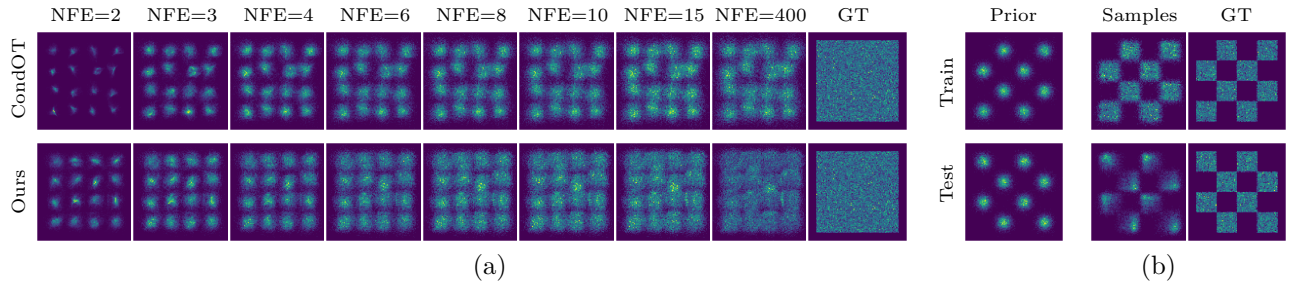 NFE=2 NFE=3 NFE=4 NFE=6 NFE=8 NFE=10 NFE=15 NFE=400 GT Prior Samples GT
CondOT
Train
Ours
Test
(a) (b)